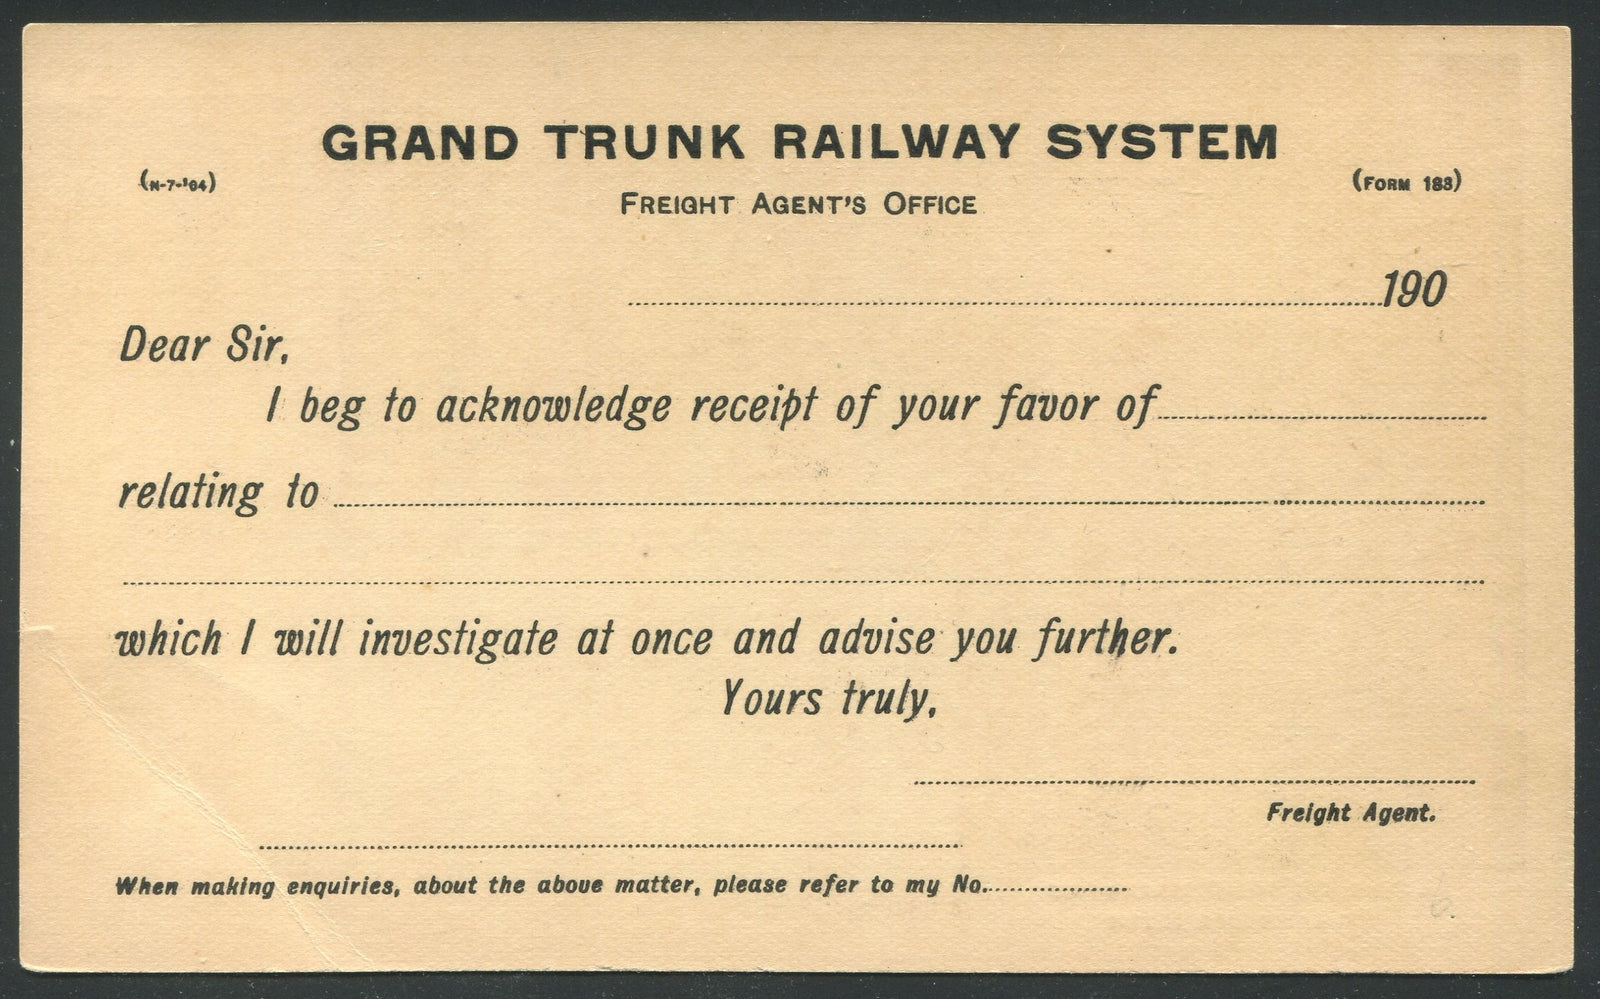 GRAND TRUNK RAILWAY SYSTEM
(N-7-'04)
(FORM 183)
FREIGHT AGENT'S OFFICE
190
Dear Sir,
I beg to acknowledge receipt of your favor of
relating to
which I will investigate at once and advise you further.
Yours truly,
Freight Agent.
When making enquiries, about the above matter, please refer to my No.